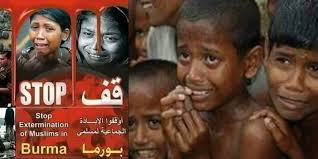 STOP قف
Stop
Extermination
of Muslims in
Burma
أوقفوا الإبادة
الجماعية لمسلمي
بورما